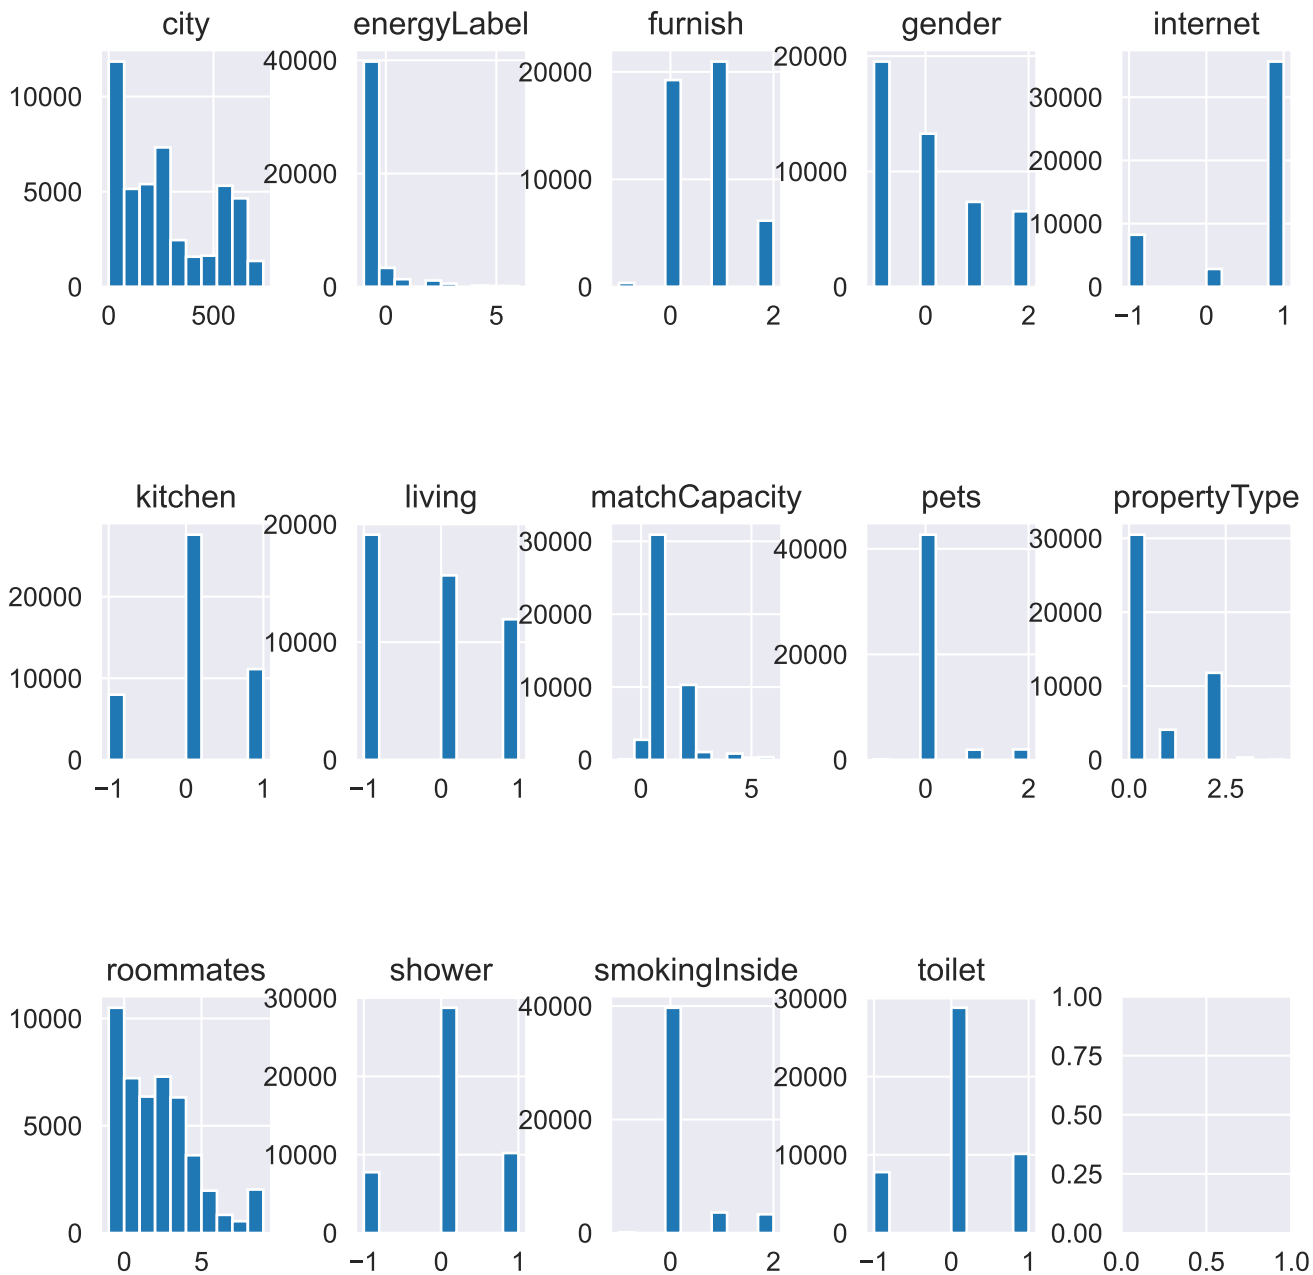 city energyLabel furnish gender internet
40000 20000 20000
10000 30000
20000 10000 10000 20000
5000 10000
0 0 0 0 0
0 500 0 5 0 2 0 2 −1 0 1
kitchen living matchCapacity pets propertyType
20000 30000 40000 30000
20000 20000 20000 20000
10000 10000 10000 10000
0 0 0 0 0
−1 0 1 −1 0 1 0 5 0 2 0.0 2.5
roommates shower smokingInside toilet
10000 30000 40000 30000 1.00
20000 20000 20000 0.75
5000 10000 10000 0.50
0.25
0 0 0 0 0.00
0 5 −1 0 1 0 2 −1 0 1 0.0 0.5 1.0